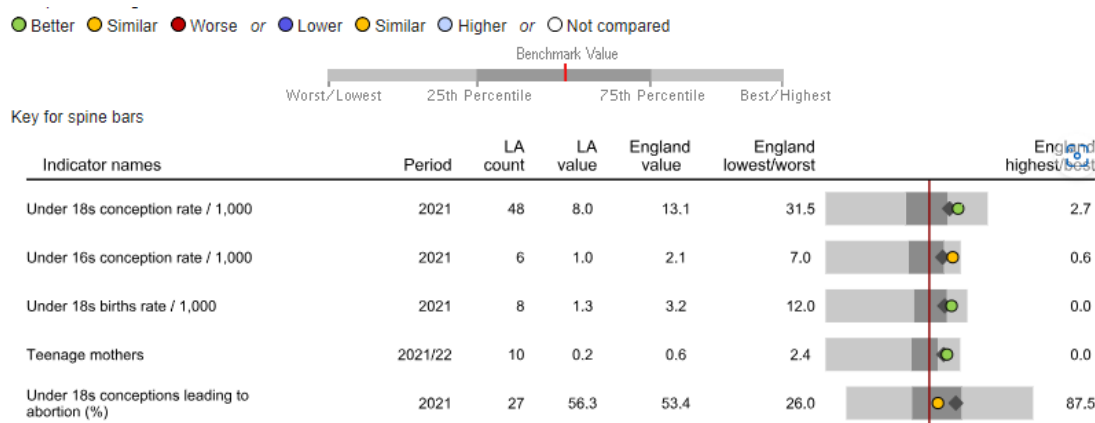 Better Similar Worse or Lower Similar Higher or Not compared
Benchmark Value
Worst/Lowest 25th Percentile 75th Percentile Best/Highest
Key for spine bars
Indicator names Period LA count LA value England value England lowest/worst England highest/best
Under 18s conception rate / 1,000 2021 48 8.0 13.1 31.5 2.7
Under 16s conception rate / 1,000 2021 6 1.0 2.1 7.0 0.6
Under 18s births rate / 1,000 2021 8 1.3 3.2 12.0 0.0
Teenage mothers 2021/22 10 0.2 0.6 2.4 0.0
Under 18s conceptions leading to
abortion (%) 2021 27 56.3 53.4 26.0 87.5